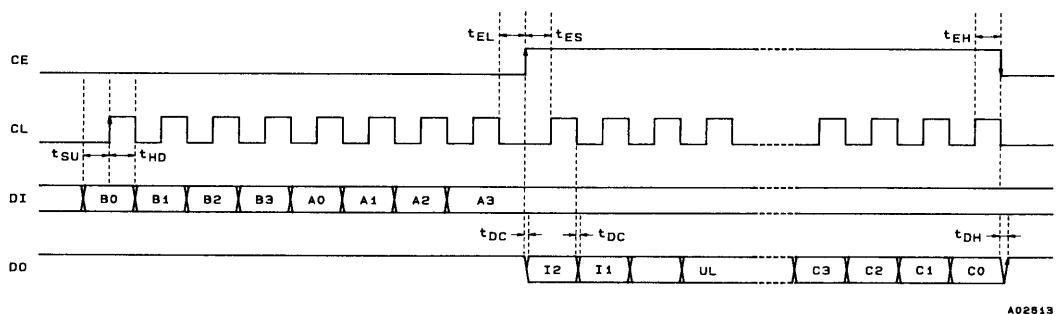 tEL tES tEH
CE
CL
tSU tHD
DI B0 B1 B2 B3 A0 A1 A2 A3
tDC tDC tDH
DO I2 I1 UL C3 C2 C1 C0
A02613